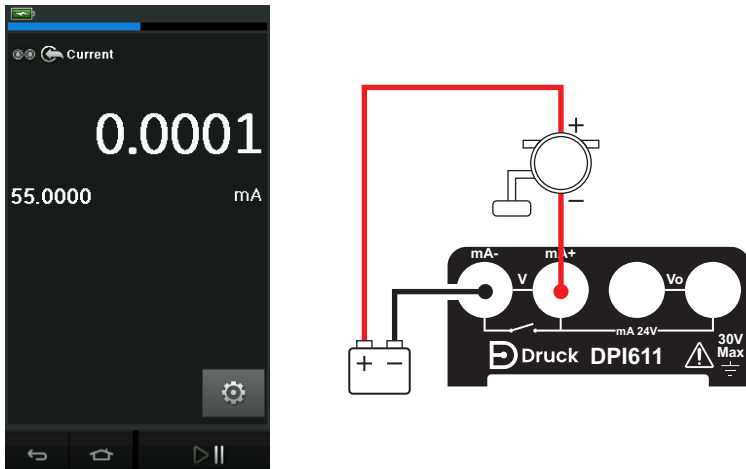 Current
0.0001
55.0000 mA
+
−
mA- mA+
V Vo
mA 24V
+ − Druck DPI611 30V
Max